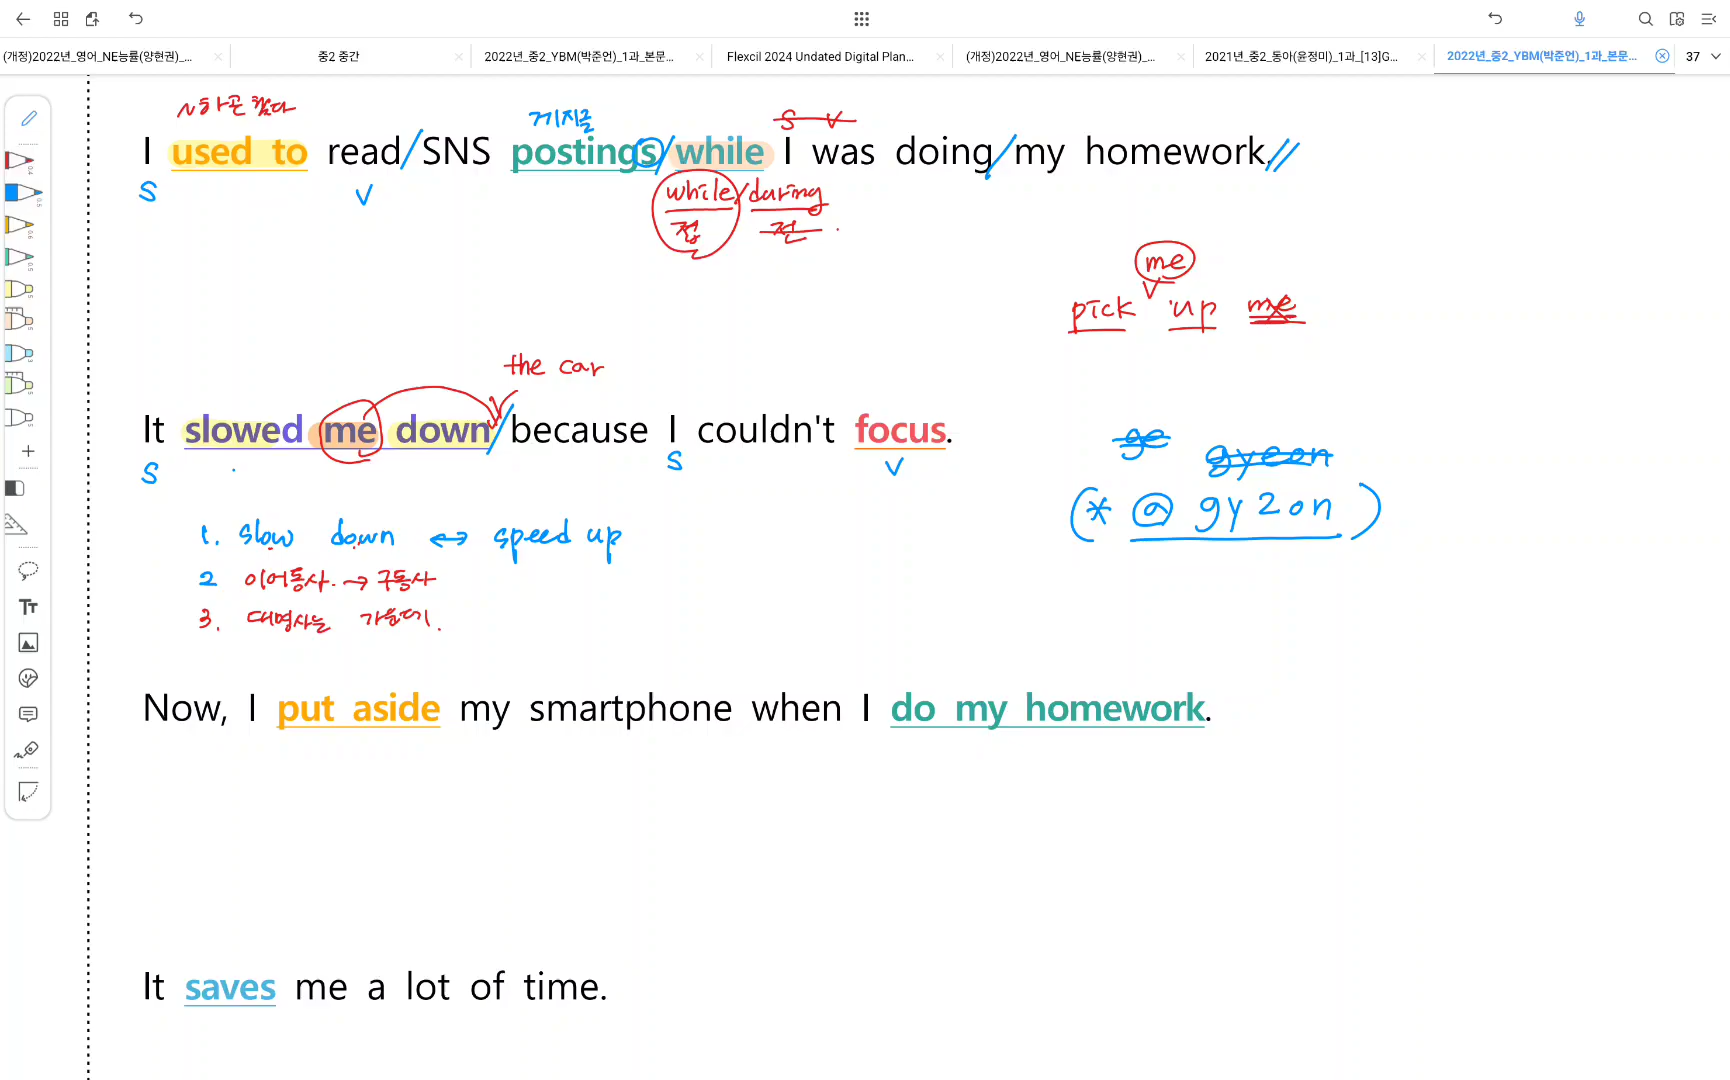 (개정)2022년_영어_NE능률(양현권)_...
중2 중간
2022년_중2_YBM(박준언)_1과_본문...
Flexcil 2024 Undated Digital Plan...
(개정)2022년_영어_NE능률(양현권)_...
2021년_중2_동아(윤정미)_1과_[13]G...
2022년_중2_YBM(박준언)_1과_본문...
37
~하곤 했다
게시글
S V
I used to read/SNS postings/while I was doing/my homework.//
S
V
while/during
접 전.
me
pick up me
the car
It slowed me down/because I couldn't focus.
S
S
V
ge gyeon
(* @ gy2on)
1. slow down ↔ speed up
2 이어동사. → 구동사
3. 대명사는 가운데.
Now, I put aside my smartphone when I do my homework.
It saves me a lot of time.
Tт